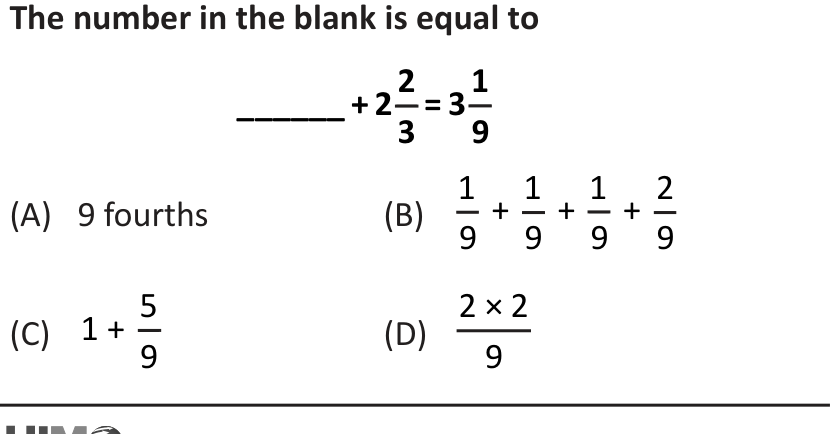 The number in the blank is equal to
______ + 2 2/3 = 3 1/9
(A) 9 fourths
(B) 1/9 + 1/9 + 1/9 + 2/9
(C) 1 + 5/9
(D) (2 × 2)/9